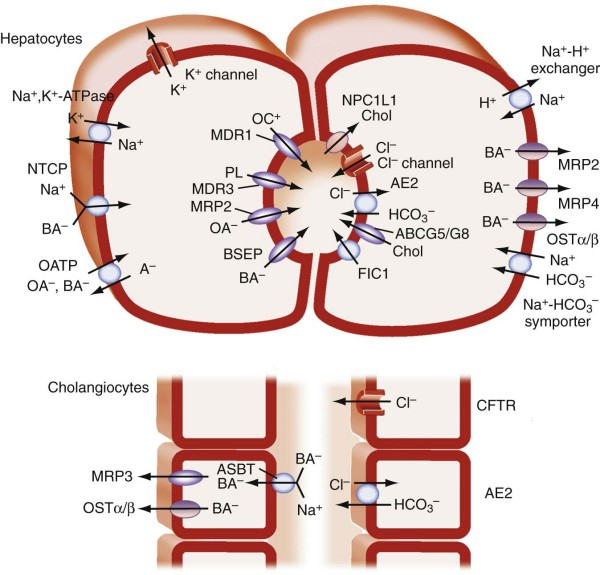 Hepatocytes
K⁺ channel
K⁺
Na⁺,K⁺-ATPase
K⁺
Na⁺
NTCP
Na⁺
BA⁻
OATP
OA⁻, BA⁻
A⁻
OC⁺
MDR1
PL
MDR3
MRP2
OA⁻
BSEP
BA⁻
NPC1L1
Chol
Cl⁻
Cl⁻ channel
AE2
Cl⁻
HCO₃⁻
ABCG5/G8
Chol
FIC1
Na⁺-H⁺
exchanger
H⁺
Na⁺
BA⁻
MRP2
BA⁻
MRP4
BA⁻
OSTα/β
Na⁺
HCO₃⁻
Na⁺-HCO₃⁻
symporter
Cholangiocytes
Cl⁻
CFTR
MRP3
ASBT
BA⁻
BA⁻
Na⁺
OSTα/β
BA⁻
Cl⁻
HCO₃⁻
AE2